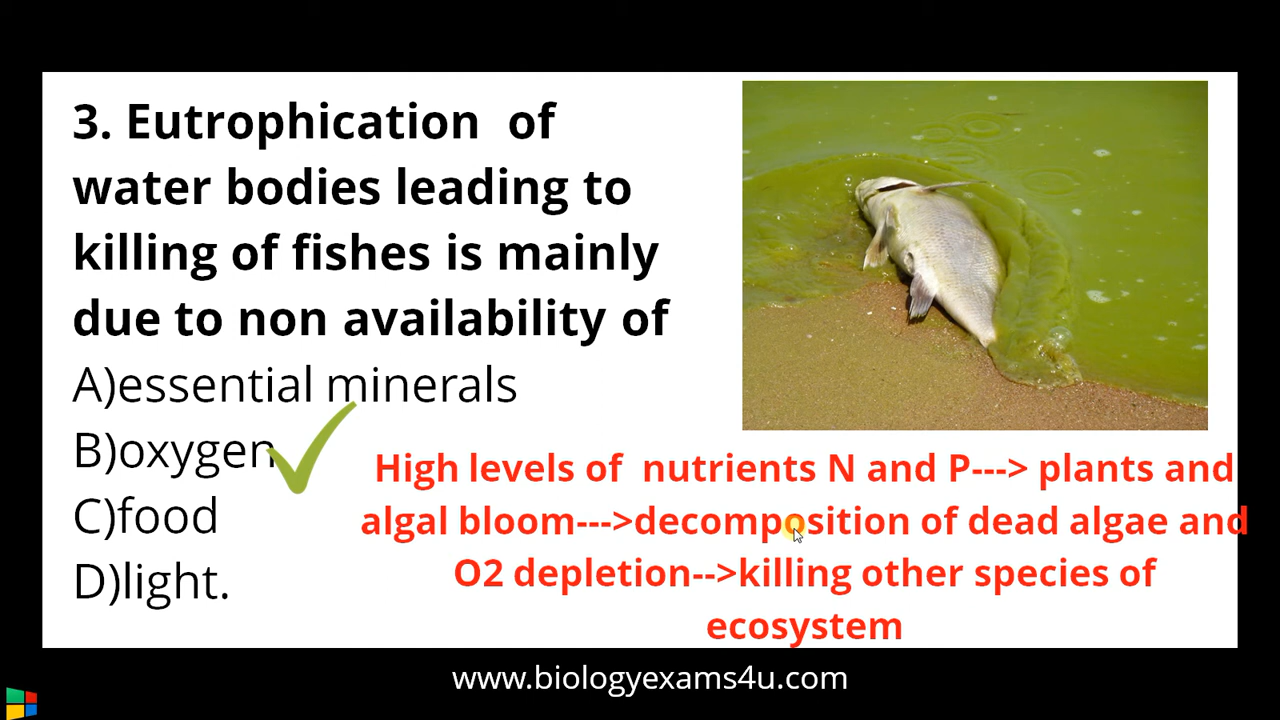 3. Eutrophication of
water bodies leading to
killing of fishes is mainly
due to non availability of
A)essential minerals
B)oxygen
C)food
D)light.
High levels of nutrients N and P---> plants and
algal bloom--->decomposition of dead algae and
O2 depletion-->killing other species of
ecosystem
www.biologyexams4u.com